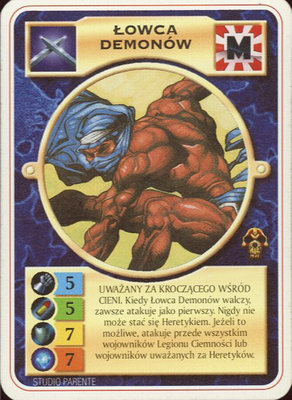 ŁOWCA
DEMONÓW
M
5
5
7
7
UWAŻANY ZA KROCZĄCEGO WŚRÓD
CIENI. Kiedy Łowca Demonów walczy,
zawsze atakuje jako pierwszy. Nigdy nie
może stać się Heretykiem. Jeżeli to
możliwe, atakuje przede wszystkim
wojowników Legionu Ciemności lub
wojowników uważanych za Heretyków.
STUDIO PARENTE